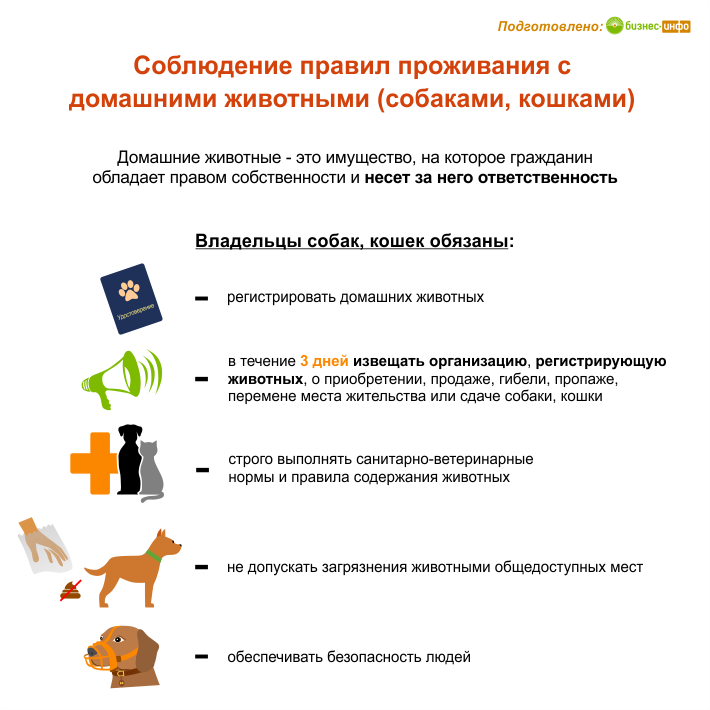 Подготовлено: бизнес-инфо
Соблюдение правил проживания с
домашними животными (собаками, кошками)
Домашние животные - это имущество, на которое гражданин
обладает правом собственности и несет за него ответственность
Владельцы собак, кошек обязаны:
Удостоверение
- регистрировать домашних животных
- в течение 3 дней извещать организацию, регистрирующую
животных, о приобретении, продаже, гибели, пропаже,
перемене места жительства или сдаче собаки, кошки
- строго выполнять санитарно-ветеринарные
нормы и правила содержания животных
- не допускать загрязнения животными общедоступных мест
- обеспечивать безопасность людей